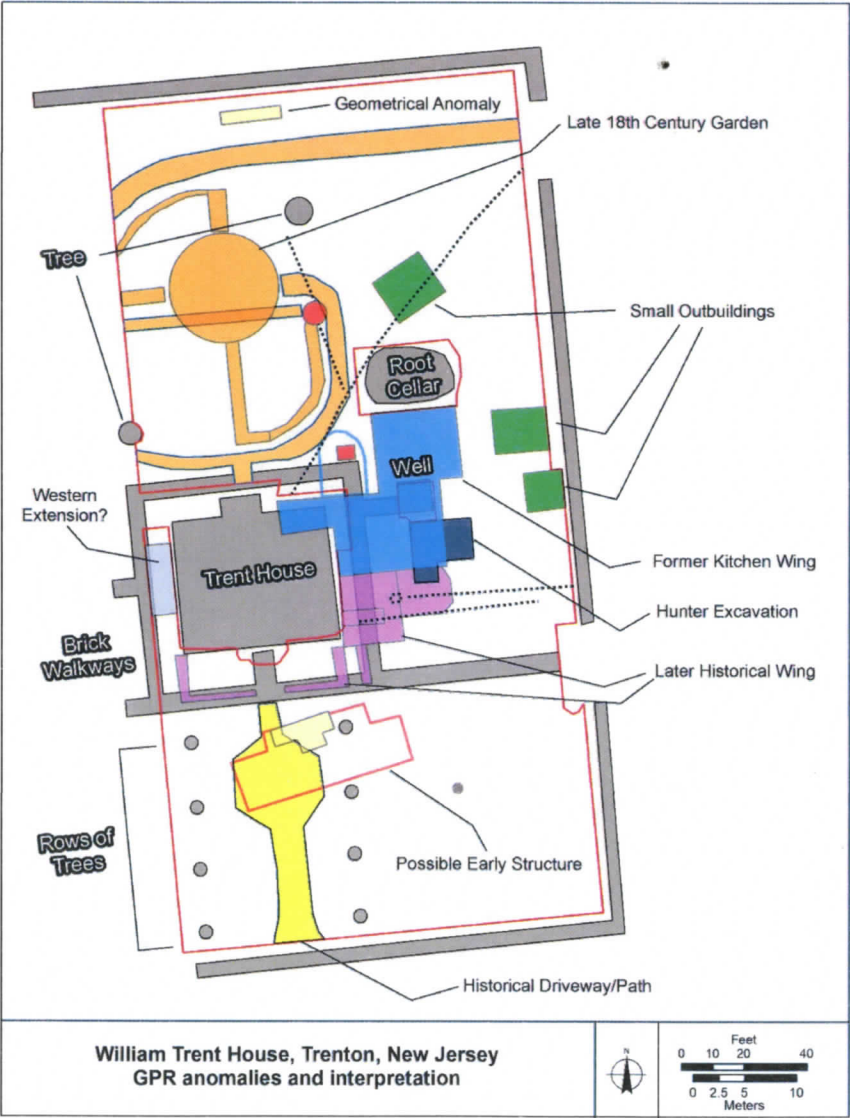 Geometrical Anomaly
Late 18th Century Garden
Tree
Small Outbuildings
Root
Cellar
Well
Western
Extension?
Trent House
Former Kitchen Wing
Hunter Excavation
Brick
Walkways
Later Historical Wing
Rows of
Trees
Possible Early Structure
Historical Driveway/Path
William Trent House, Trenton, New Jersey
GPR anomalies and interpretation
N
Feet
0 10 20 40
0 2.5 5 10
Meters